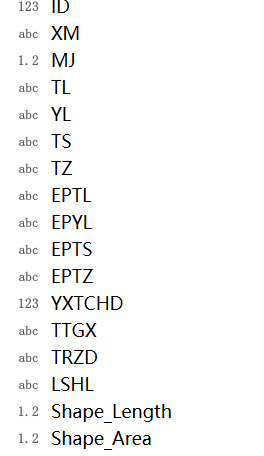 123 ID
abc XM
1.2 MJ
abc TL
abc YL
abc TS
abc TZ
abc EPTL
abc EPYL
abc EPTS
abc EPTZ
123 YXTCHD
abc TTGX
abc TRZD
abc LSHL
1.2 Shape_Length
1.2 Shape_Area